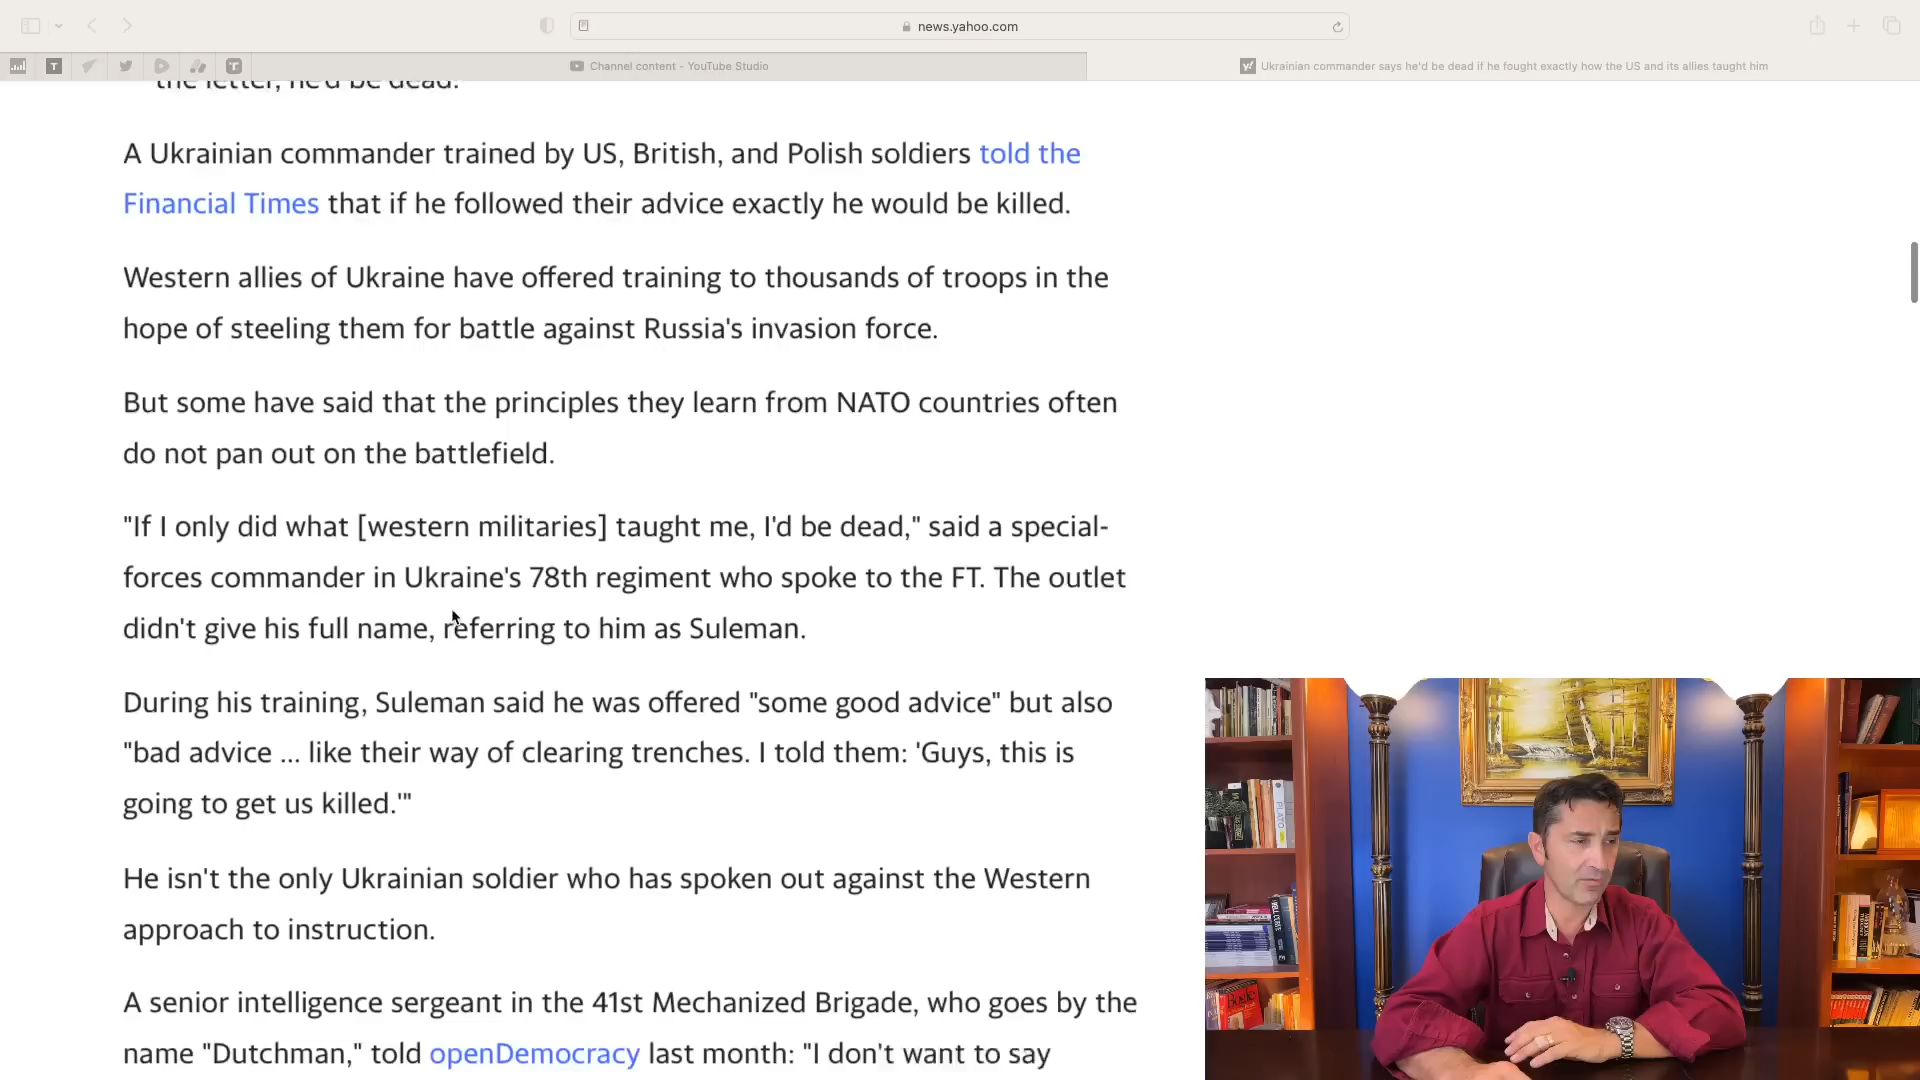 news.yahoo.com
Channel content - YouTube Studio
Ukrainian commander says he'd be dead if he fought exactly how the US and its allies taught him
the letter, he'd be dead.
A Ukrainian commander trained by US, British, and Polish soldiers told the
Financial Times that if he followed their advice exactly he would be killed.
Western allies of Ukraine have offered training to thousands of troops in the
hope of steeling them for battle against Russia's invasion force.
But some have said that the principles they learn from NATO countries often
do not pan out on the battlefield.
"If I only did what [western militaries] taught me, I'd be dead," said a special-
forces commander in Ukraine's 78th regiment who spoke to the FT. The outlet
didn't give his full name, referring to him as Suleman.
During his training, Suleman said he was offered "some good advice" but also
"bad advice ... like their way of clearing trenches. I told them: 'Guys, this is
going to get us killed.'"
He isn't the only Ukrainian soldier who has spoken out against the Western
approach to instruction.
A senior intelligence sergeant in the 41st Mechanized Brigade, who goes by the
name "Dutchman," told openDemocracy last month: "I don't want to say
PLATO